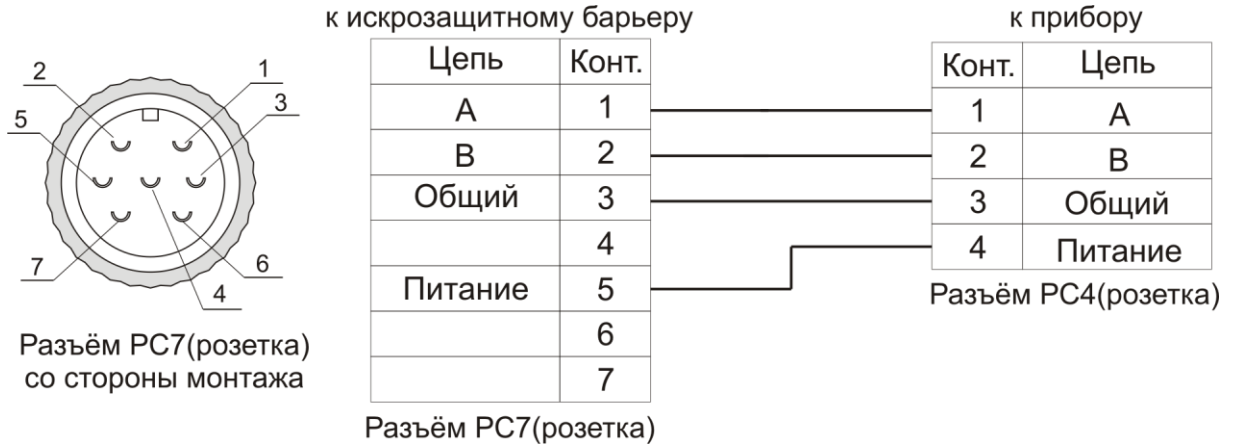 к искрозащитному барьеру
к прибору
2
1
3
5
7
6
4
Разъём РС7(розетка)
со стороны монтажа
Цепь Конт.
А 1
В 2
Общий 3
4
Питание 5
6
7
Разъём РС7(розетка)
Конт. Цепь
1 А
2 В
3 Общий
4 Питание
Разъём РС4(розетка)